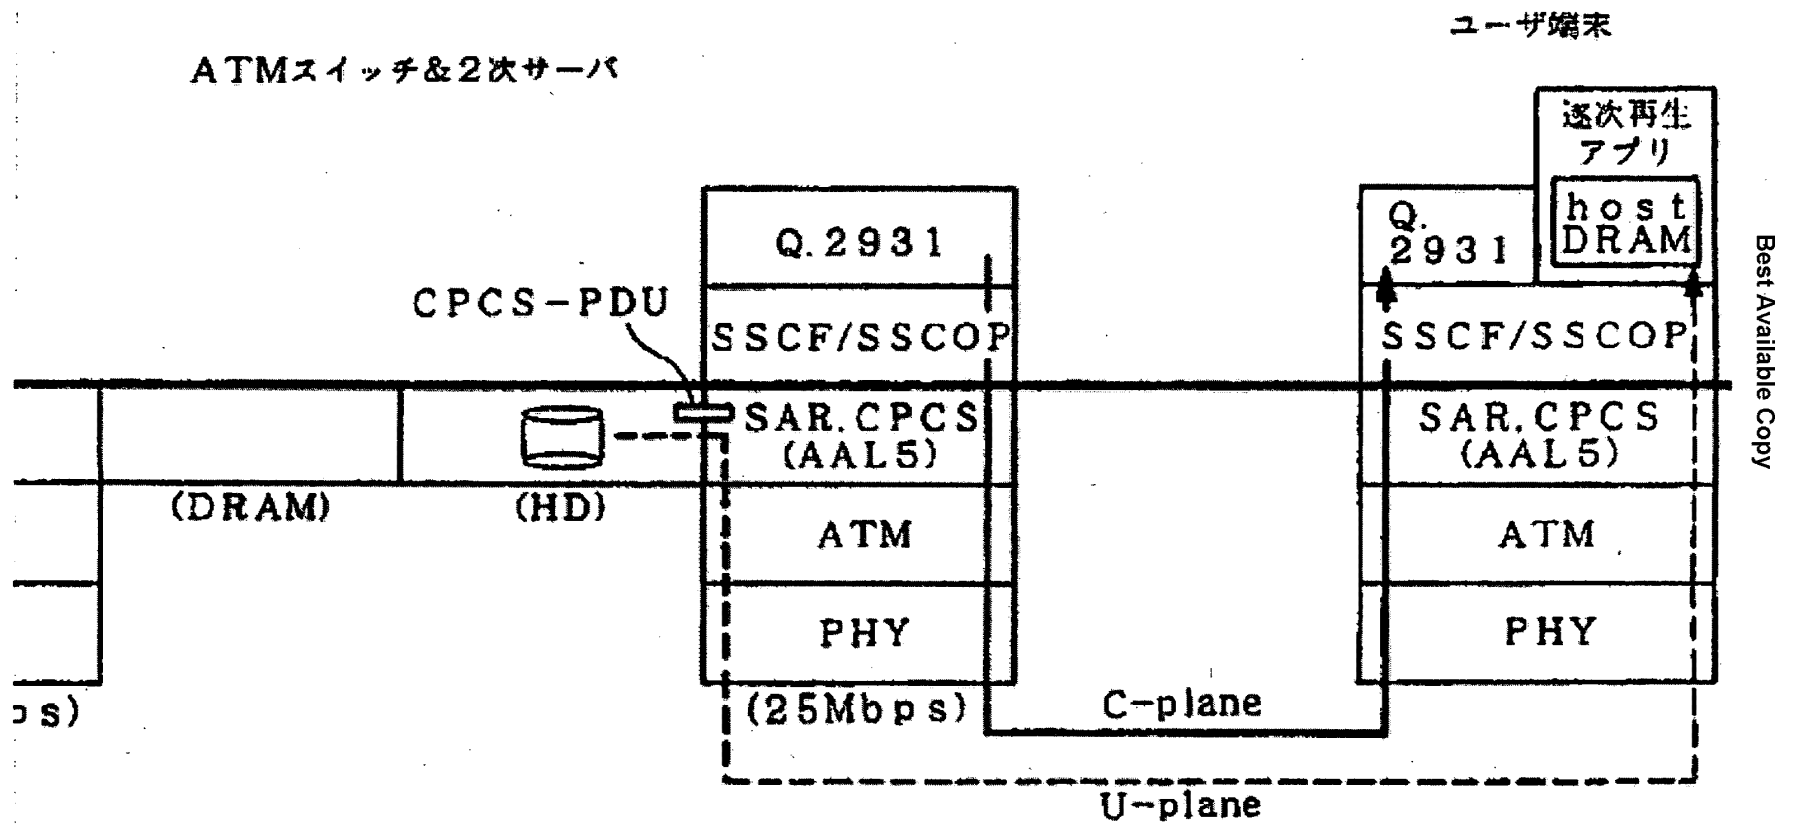 ユーザ端末
ATMスイッチ&2次サーバ
逐次再生
アプリ
host
DRAM
Q.2931
Q.
2931
CPCS-PDU
SSCF/SSCOP
SSCF/SSCOP
SAR.CPCS
(AAL5)
SAR.CPCS
(AAL5)
(DRAM)
(HD)
ATM
ATM
PHY
PHY
ps)
(25Mbps)
C-plane
U-plane
Best Available Copy